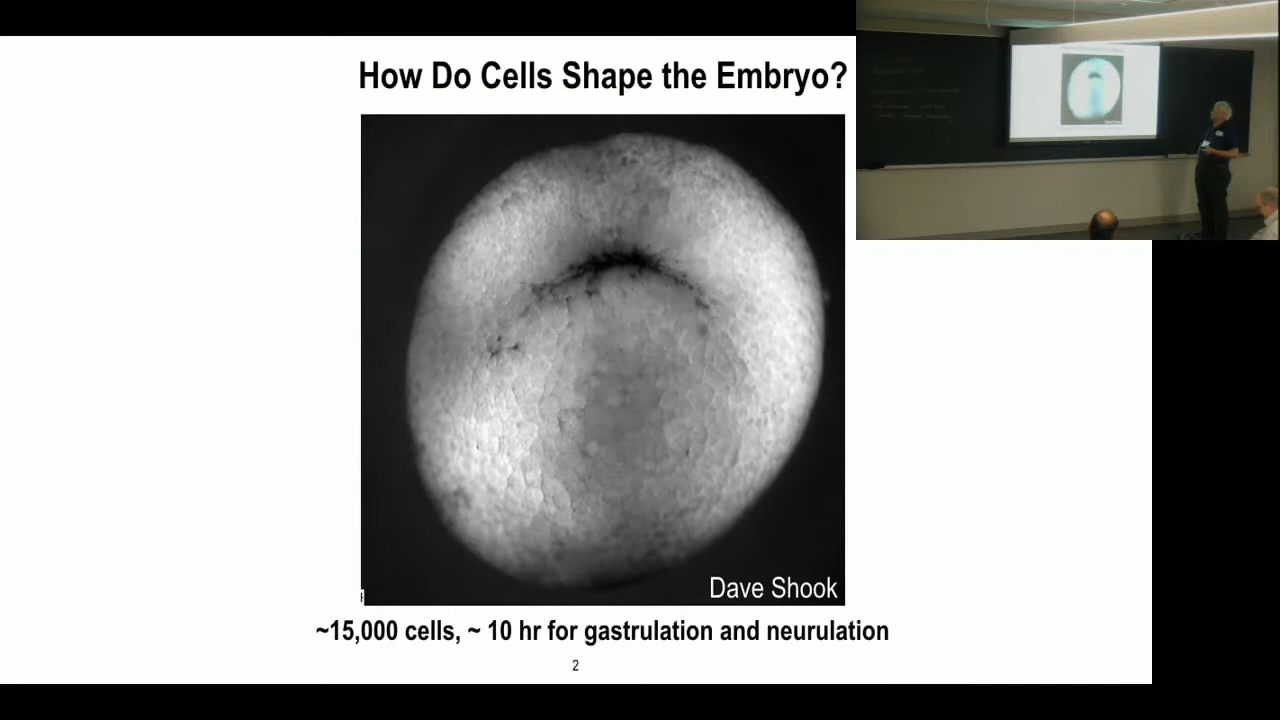 How Do Cells Shape the Embryo?
Dave Shook
~15,000 cells, ~ 10 hr for gastrulation and neurulation
2